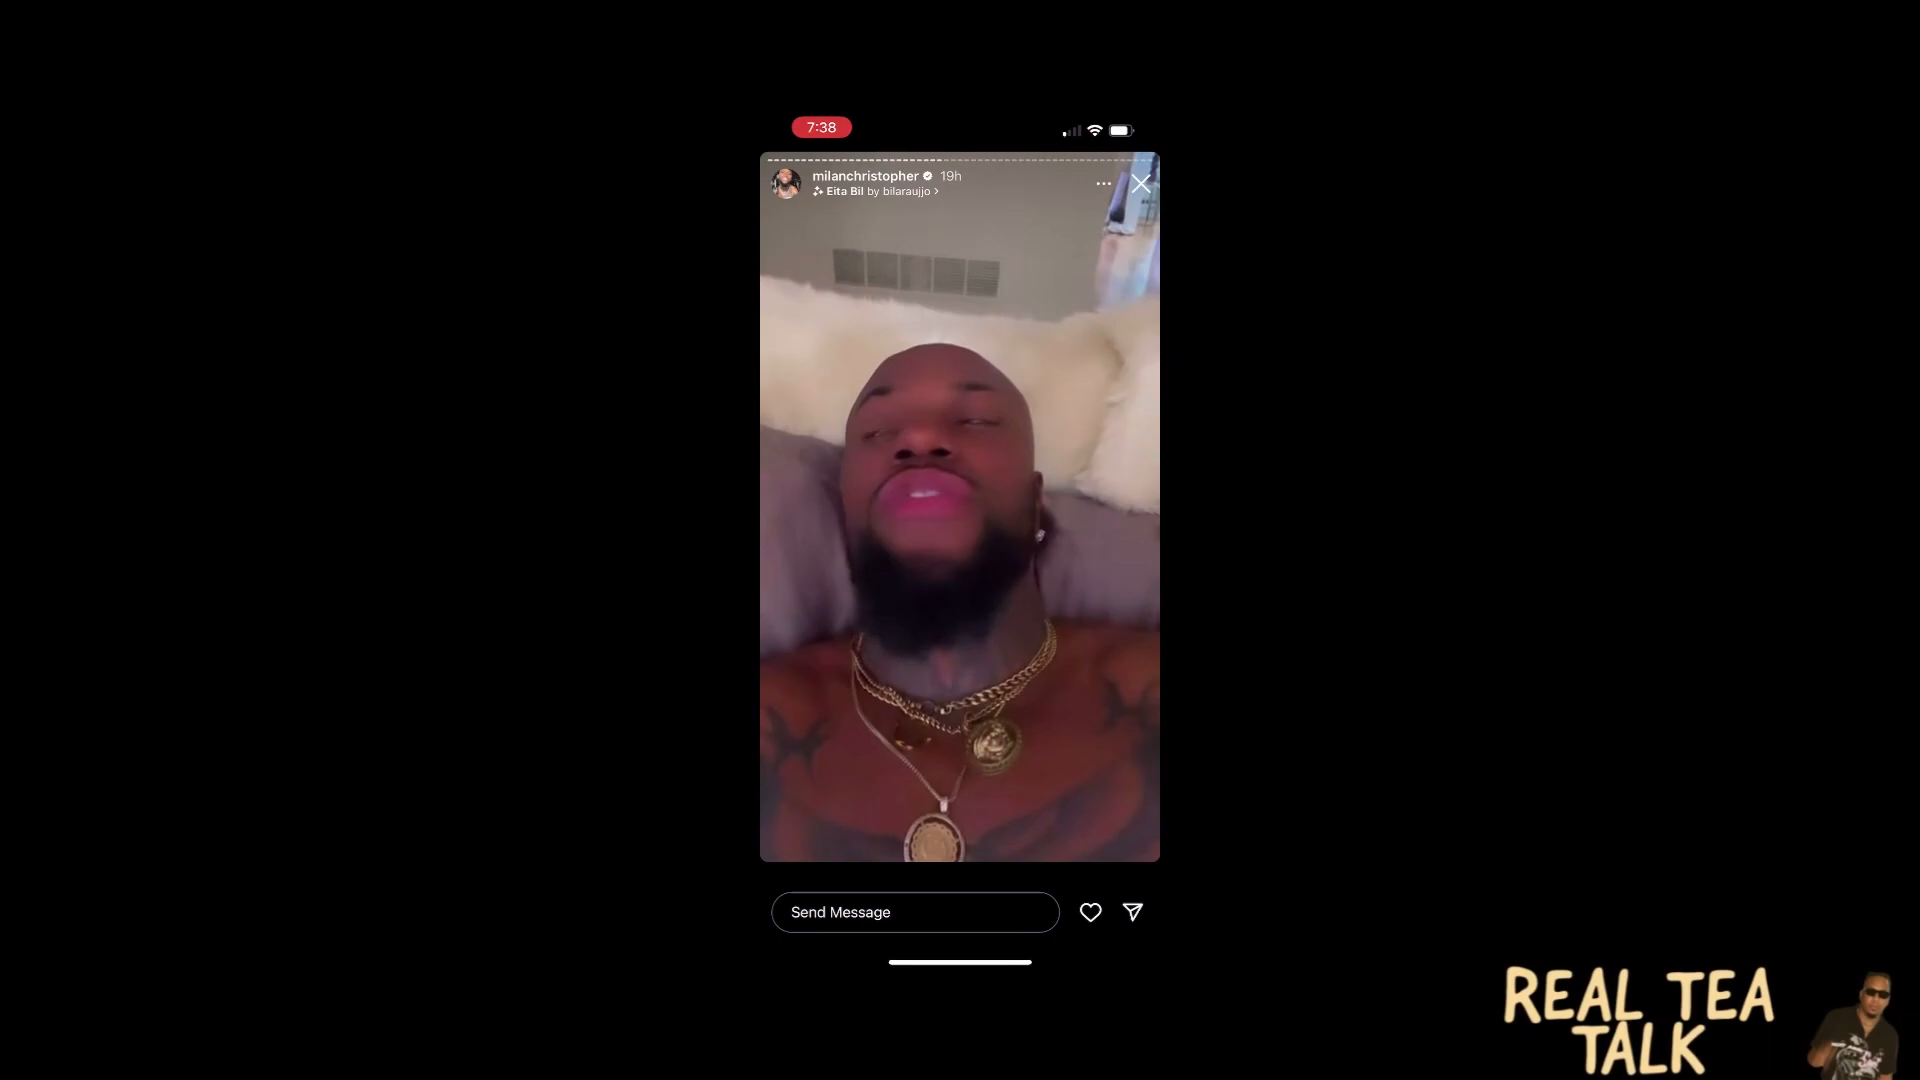 7:38
milanchristopher 19h
Eita Bil by bilaraujjo >
Send Message
REAL TEA
TALK